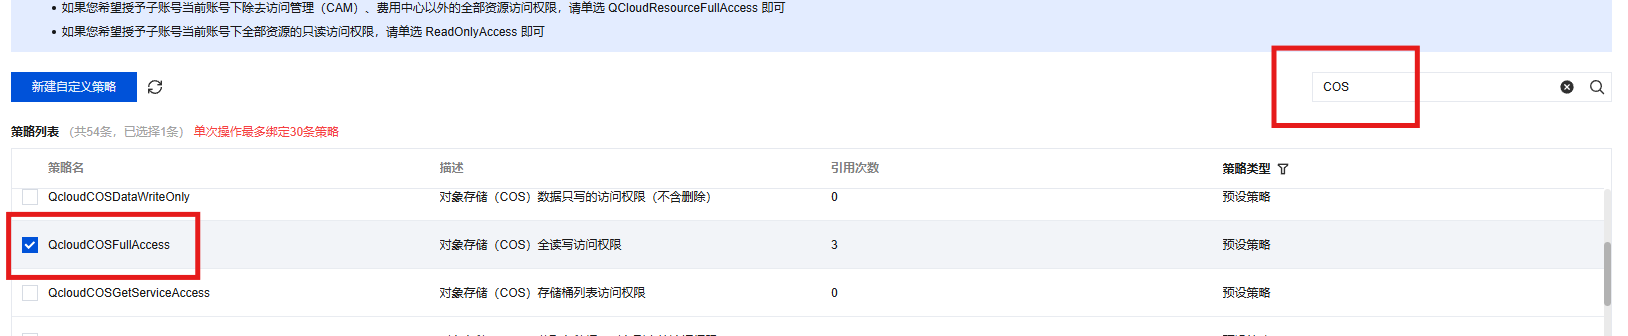 • 如果您希望授予子账号当前账号下除去访问管理（CAM）、费用中心以外的全部资源访问权限，请单选 QCloudResourceFullAccess 即可
• 如果您希望授予子账号当前账号下全部资源的只读访问权限，请单选 ReadOnlyAccess 即可
新建自定义策略
COS
策略列表 （共54条，已选择1条） 单次操作最多绑定30条策略
策略名 描述 引用次数 策略类型
QcloudCOSDataWriteOnly 对象存储（COS）数据只写的访问权限（不含删除） 0 预设策略
QcloudCOSFullAccess 对象存储（COS）全读写访问权限 3 预设策略
QcloudCOSGetServiceAccess 对象存储（COS）存储桶列表访问权限 0 预设策略